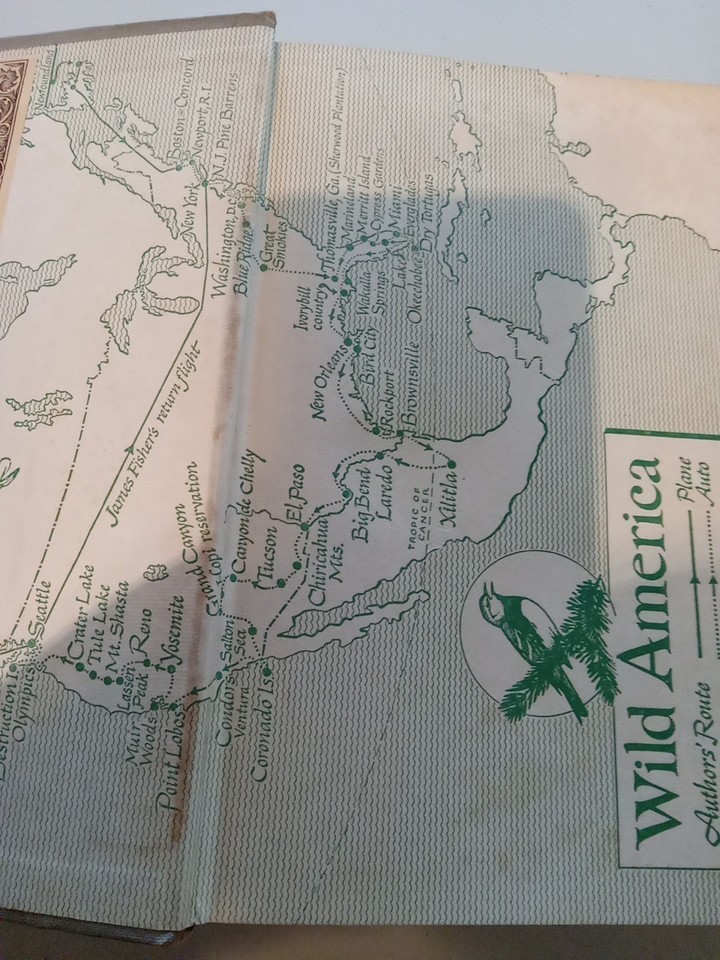 Newfoundland
Boston - Concord
Newport, R.I.
N.J. Pine Barrens
New York
Washington, D.C.
Blue Ridge
Great
Smokies
Thomasville, Ga. (Sherwood Plantation)
Marineland
Merritt Island
Cypress Gardens
Miami
Everglades
Dry Tortugas
Lake
Okeechobee
Wakulla
Springs
Ivorybill
country
New Orleans
Bird City
Rockport
Brownsville
James Fisher's return flight
Grand Canyon
reservation
Canyon de Chelly
El Paso
Tucson
Chiricahua
Mts.
Big Bend
Laredo
TROPIC OF
CANCER
Xilitla
Seattle
Destruction I.
Olympics
Crater Lake
Tule Lake
Mt. Shasta
Lassen
Peak
Reno
Yosemite
Muir
Woods
Point Lobos
Condors
Ventura
Salton
Sea
Coronado Is.
Wild America
Authors' Route
Plane
Auto